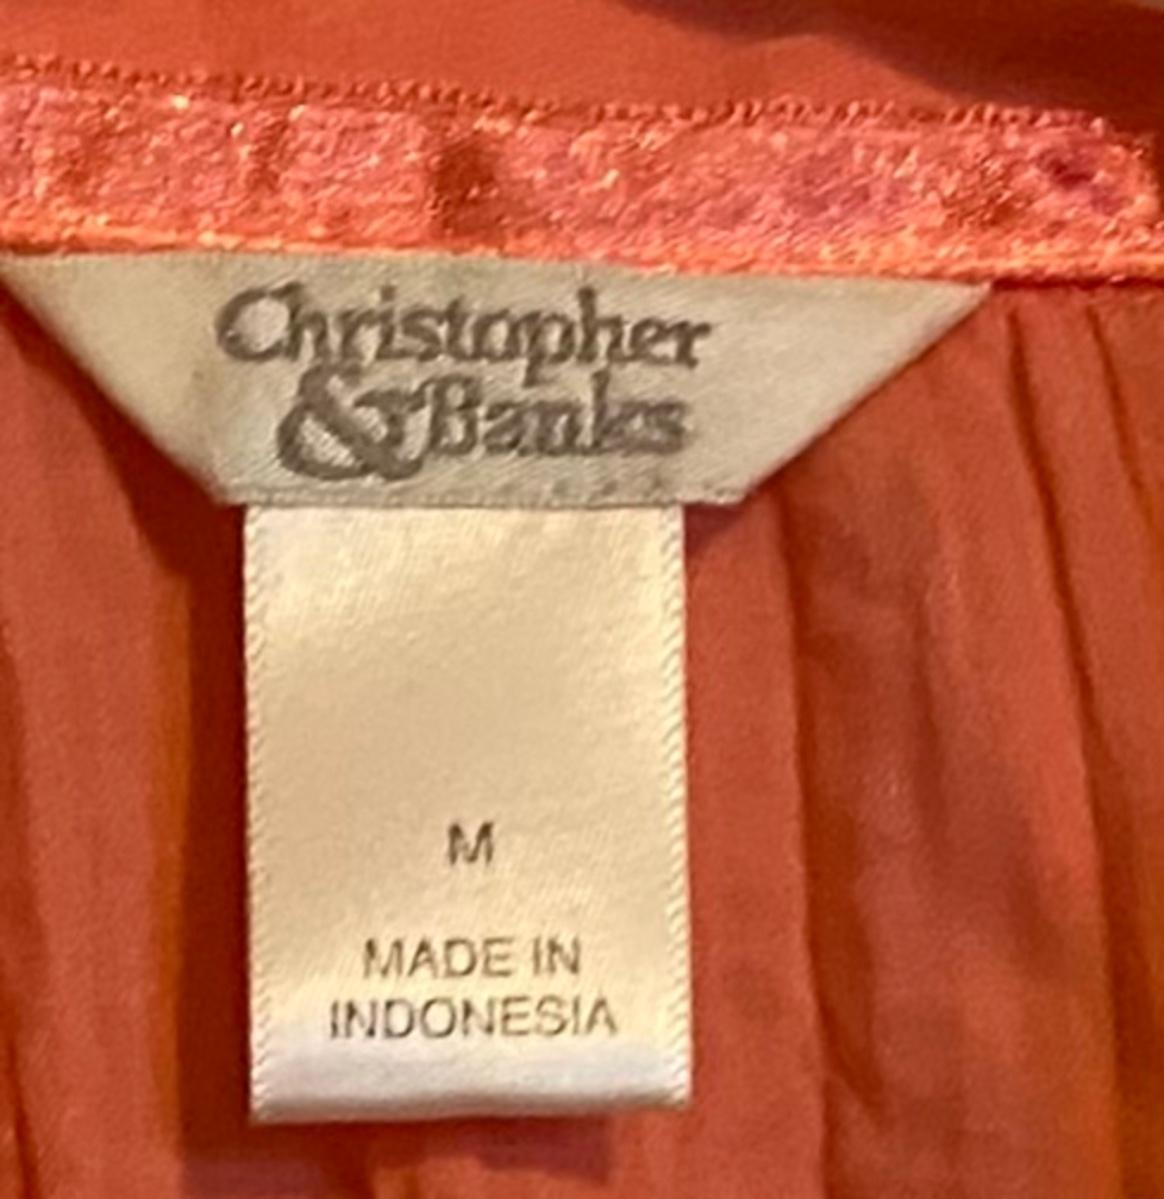 Christopher
& Banks
M
MADE IN
INDONESIA